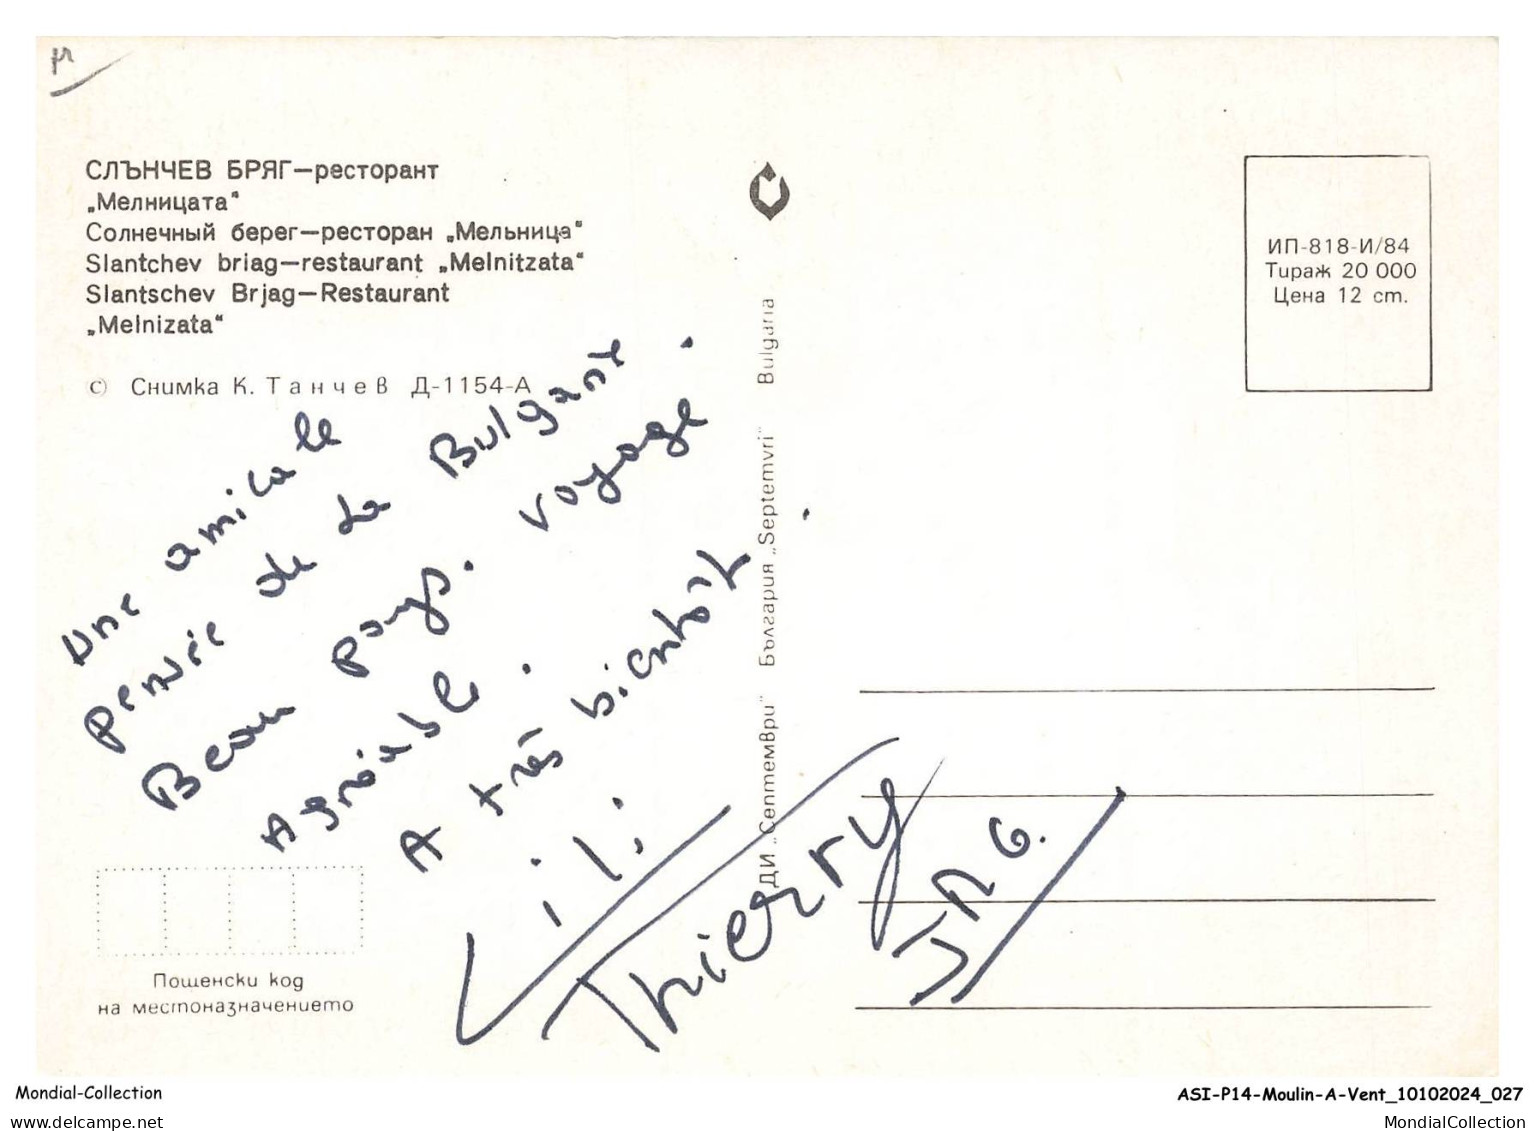 СЛЪНЧЕВ БРЯГ—ресторант
„Мелницата“
Солнечный берег—ресторан „Мельница“
Slantchev briag—restaurant „Melnitzata“
Slantschev Brjag—Restaurant
„Melnizata“
© Снимка К. Танчев Д-1154-А
Une amicale
pensée de la Bulgarie.
Beau pays. voyage
Agréable.
A très bientôt.
Lili
Thierry
ДИ „Септември“ България „Septemvri“ Bulgaria
ИП-818-И/84
Тираж 20 000
Цена 12 ст.
Пощенски код
на местоназначението
Mondial-Collection
ASI-P14-Moulin-A-Vent_10102024_027
www.delcampe.net
MondialCollection